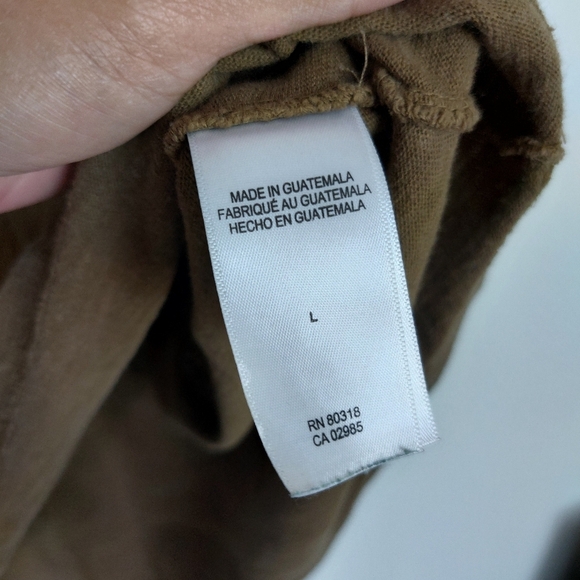 MADE IN GUATEMALA
FABRIQUÉ AU GUATEMALA
HECHO EN GUATEMALA
L
RN 80318
CA 02985